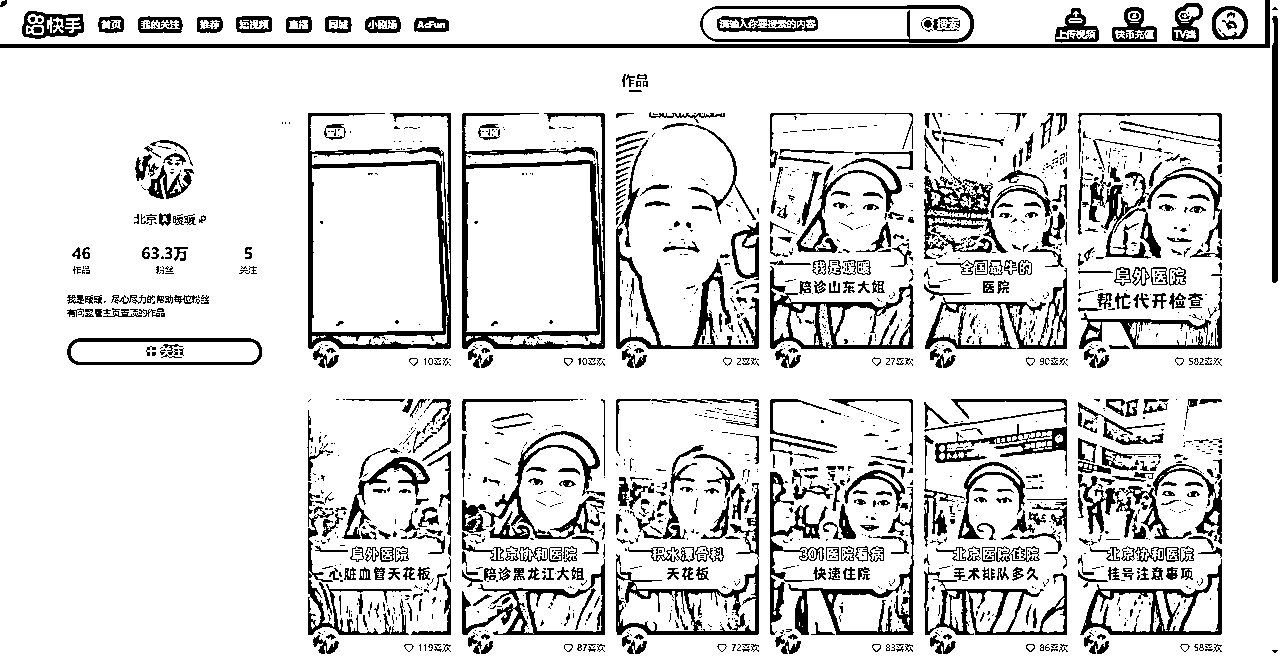 快手
首页 我的关注 推荐 短视频 直播 同城 小剧场 AcFun
请输入你要搜索的内容
搜索
上传视频 快币充值 TV端
作品
...
置顶
置顶
北京 暖暖
46 63.3万 5
作品 粉丝 关注
我是暖暖，尽心尽力的帮助每位粉丝
有问题看主页置顶的作品
+ 关注
我是暖暖
陪诊山东大姐
全国最牛的
医院
阜外医院
帮忙代开检查
10喜欢 10喜欢 2喜欢 27喜欢 90喜欢 582喜欢
阜外医院
心脏血管天花板
北京协和医院
陪诊黑龙江大姐
积水潭骨科
天花板
301医院看病
快速住院
北京医院住院
手术排队多久
北京协和医院
挂号注意事项
119喜欢 87喜欢 72喜欢 83喜欢 86喜欢 58喜欢